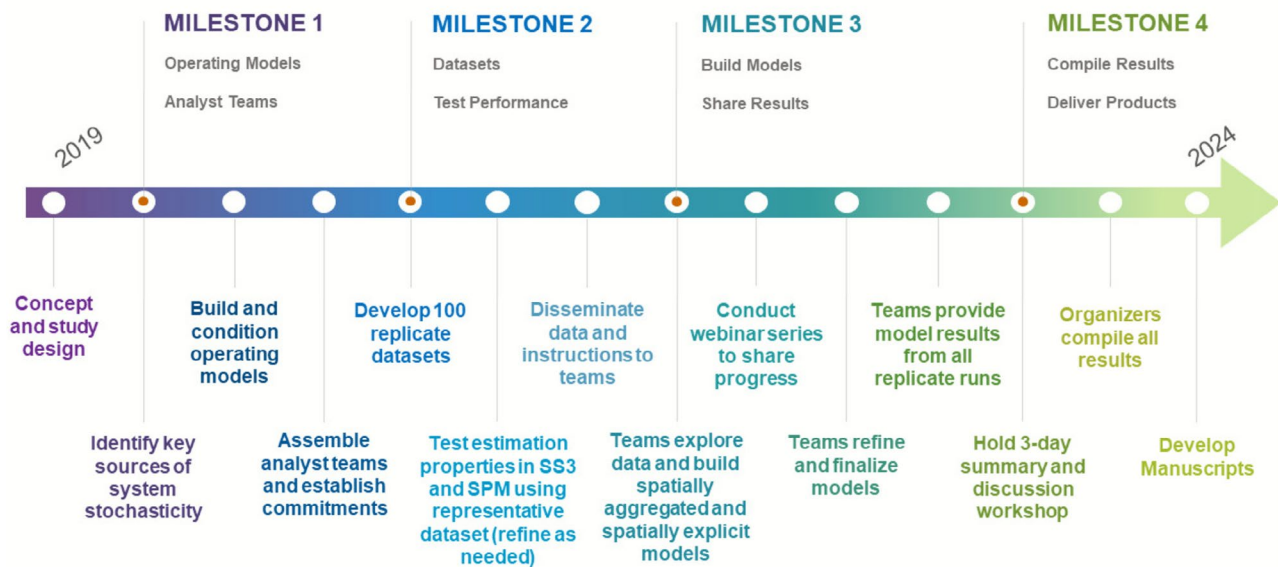 MILESTONE 1
Operating Models
Analyst Teams
MILESTONE 2
Datasets
Test Performance
MILESTONE 3
Build Models
Share Results
MILESTONE 4
Compile Results
Deliver Products
2019
2024
Concept
and study
design
Build and
condition
operating
models
Develop 100
replicate
datasets
Disseminate
data and
instructions to
teams
Conduct
webinar series
to share
progress
Teams provide
model results
from all
replicate runs
Organizers
compile all
results
Identify key
sources of
system
stochasticity
Assemble
analyst teams
and establish
commitments
Test estimation
properties in SS3
and SPM using
representative
dataset (refine as
needed)
Teams explore
data and build
spatially
aggregated and
spatially explicit
models
Teams refine
and finalize
models
Hold 3-day
summary and
discussion
workshop
Develop
Manuscripts